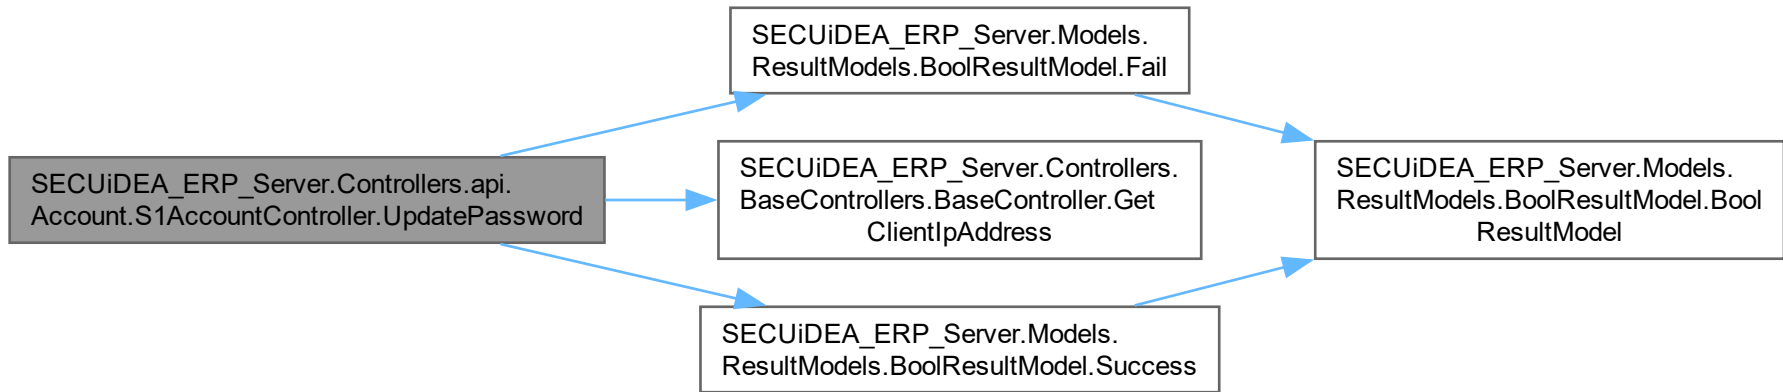 SECUiDEA_ERP_Server.Controllers.api.
Account.S1AccountController.UpdatePassword
SECUiDEA_ERP_Server.Models.
ResultModels.BoolResultModel.Fail
SECUiDEA_ERP_Server.Controllers.
BaseControllers.BaseController.Get
ClientIpAddress
SECUiDEA_ERP_Server.Models.
ResultModels.BoolResultModel.Success
SECUiDEA_ERP_Server.Models.
ResultModels.BoolResultModel.Bool
ResultModel